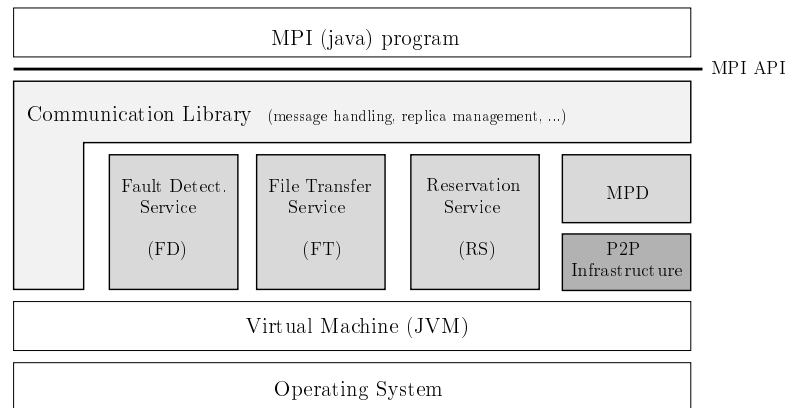 MPI (java) program
MPI API
Communication Library (message handling, replica management, ...)
Fault Detect.
Service
(FD)
File Transfer
Service
(FT)
Reservation
Service
(RS)
MPD
P2P
Infrastructure
Virtual Machine (JVM)
Operating System